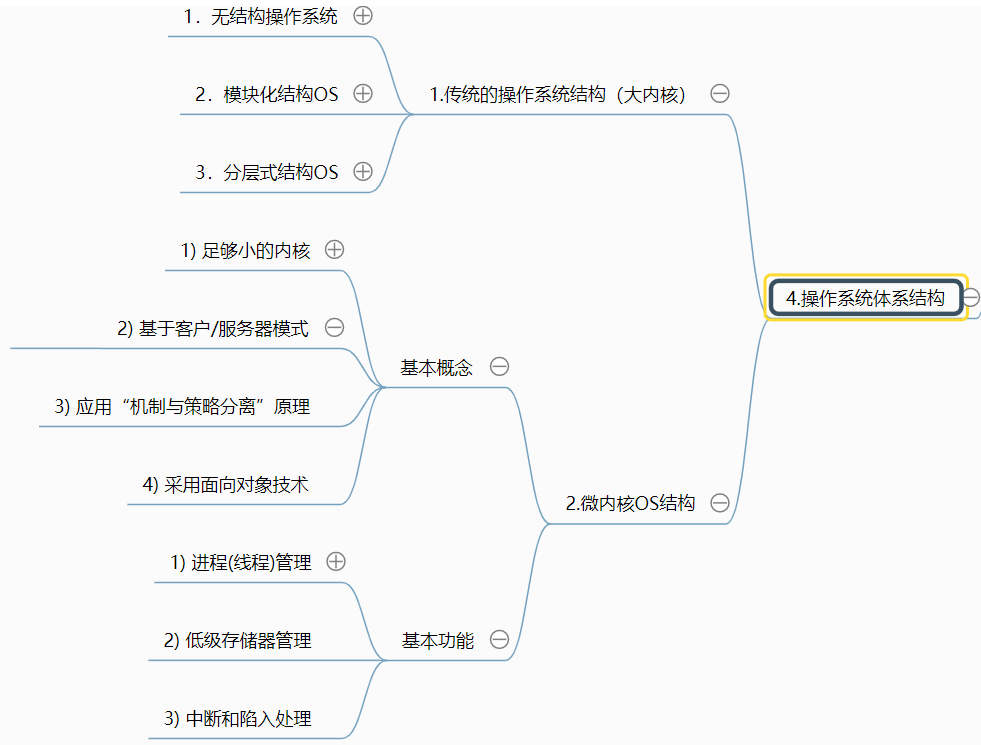 1．无结构操作系统
2．模块化结构OS
1.传统的操作系统结构（大内核）
3．分层式结构OS
1) 足够小的内核
4.操作系统体系结构
2) 基于客户/服务器模式
基本概念
3) 应用“机制与策略分离”原理
4) 采用面向对象技术
2.微内核OS结构
1) 进程(线程)管理
2) 低级存储器管理
基本功能
3) 中断和陷入处理